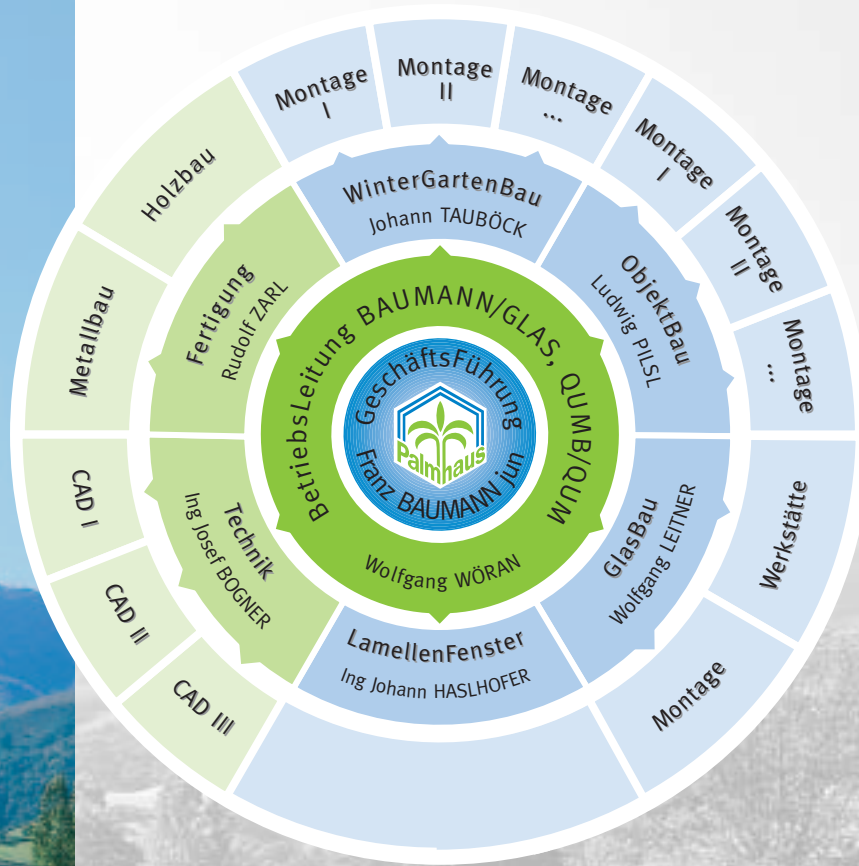 GeschäftsFührung
Palmhaus
Franz BAUMANN jun
BetriebsLeitung BAUMANN/GLAS, QUMB/QUM
Wolfgang WÖRAN
WinterGartenBau
Johann TAUBÖCK
Montage
I
Montage
II
Montage
...
ObjektBau
Ludwig PILSL
Montage
I
Montage
II
Montage
...
GlasBau
Wolfgang LEITNER
Werkstätte
Montage
LamellenFenster
Ing Johann HASLHOFER
Technik
Ing Josef BOGNER
CAD III
CAD II
CAD I
Fertigung
Rudolf ZARL
Metallbau
Holzbau